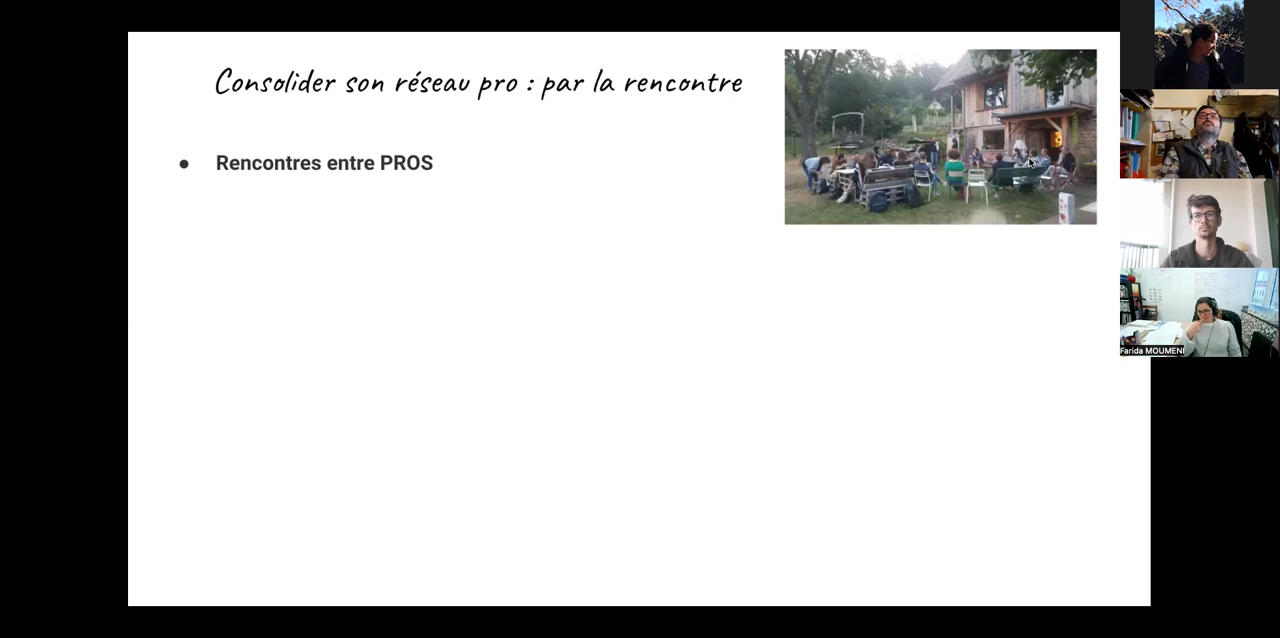 Consolider son réseau pro : par la rencontre
● Rencontres entre PROS
Farida MOUMENI